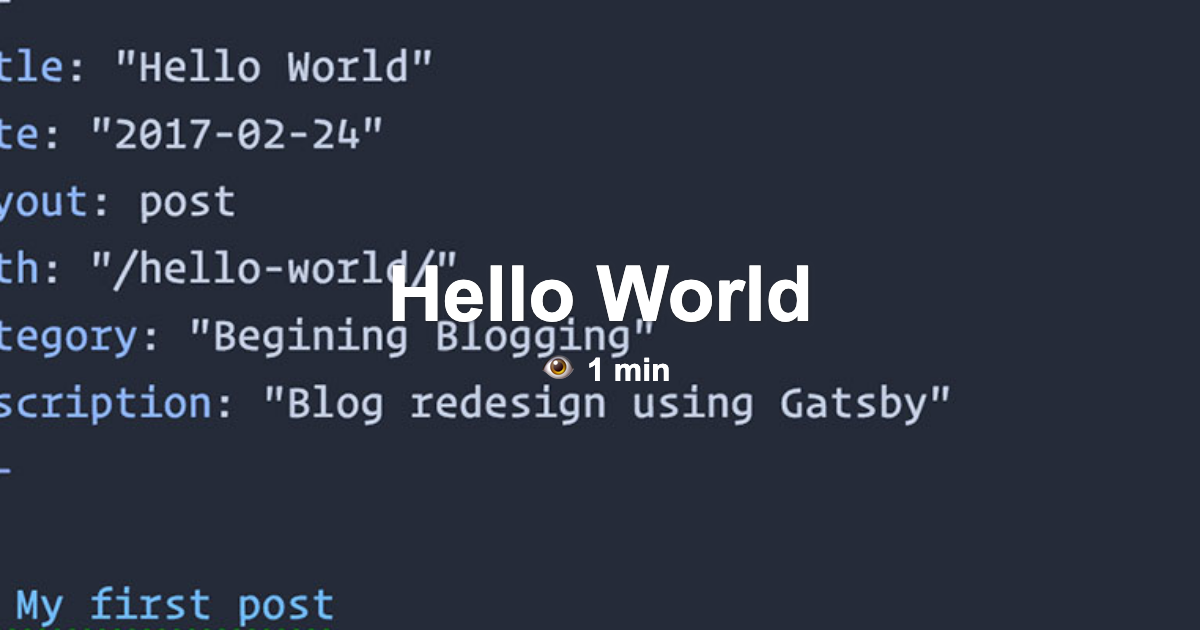 tle: "Hello World"
te: "2017-02-24"
yout: post
th: "/hello-world/"
Hello World
tegory: "Begining Blogging"
1 min
scription: "Blog redesign using Gatsby"
My first post